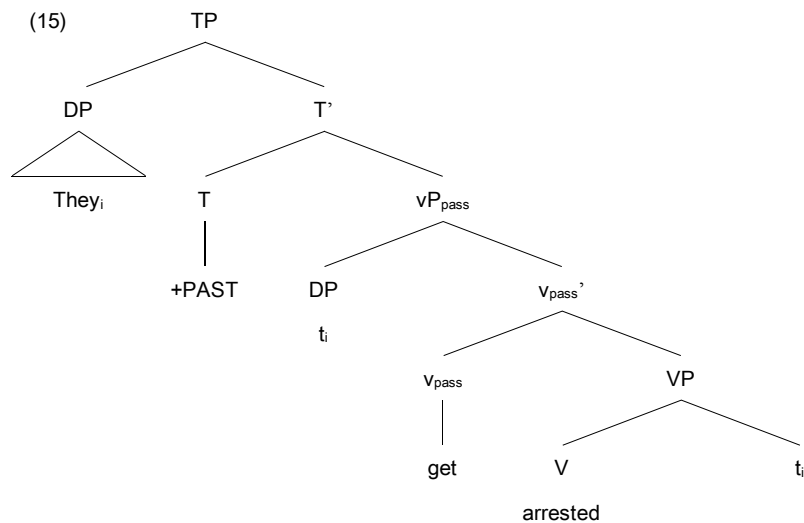 (15) TP
DP T’
Theyᵢ T vPpass
+PAST DP vpass’
tᵢ
vpass VP
get V tᵢ
arrested